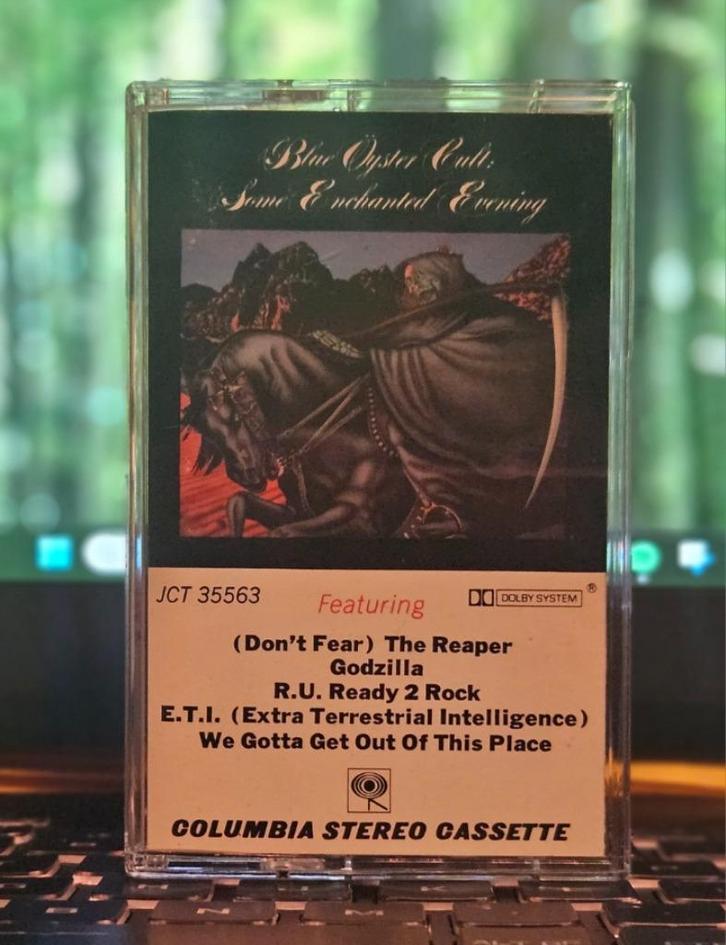 Blue Öyster Cult:
Some Enchanted Evening
JCT 35563
Featuring
DOLBY SYSTEM ®
(Don't Fear) The Reaper
Godzilla
R.U. Ready 2 Rock
E.T.I. (Extra Terrestrial Intelligence)
We Gotta Get Out Of This Place
COLUMBIA STEREO CASSETTE
N M